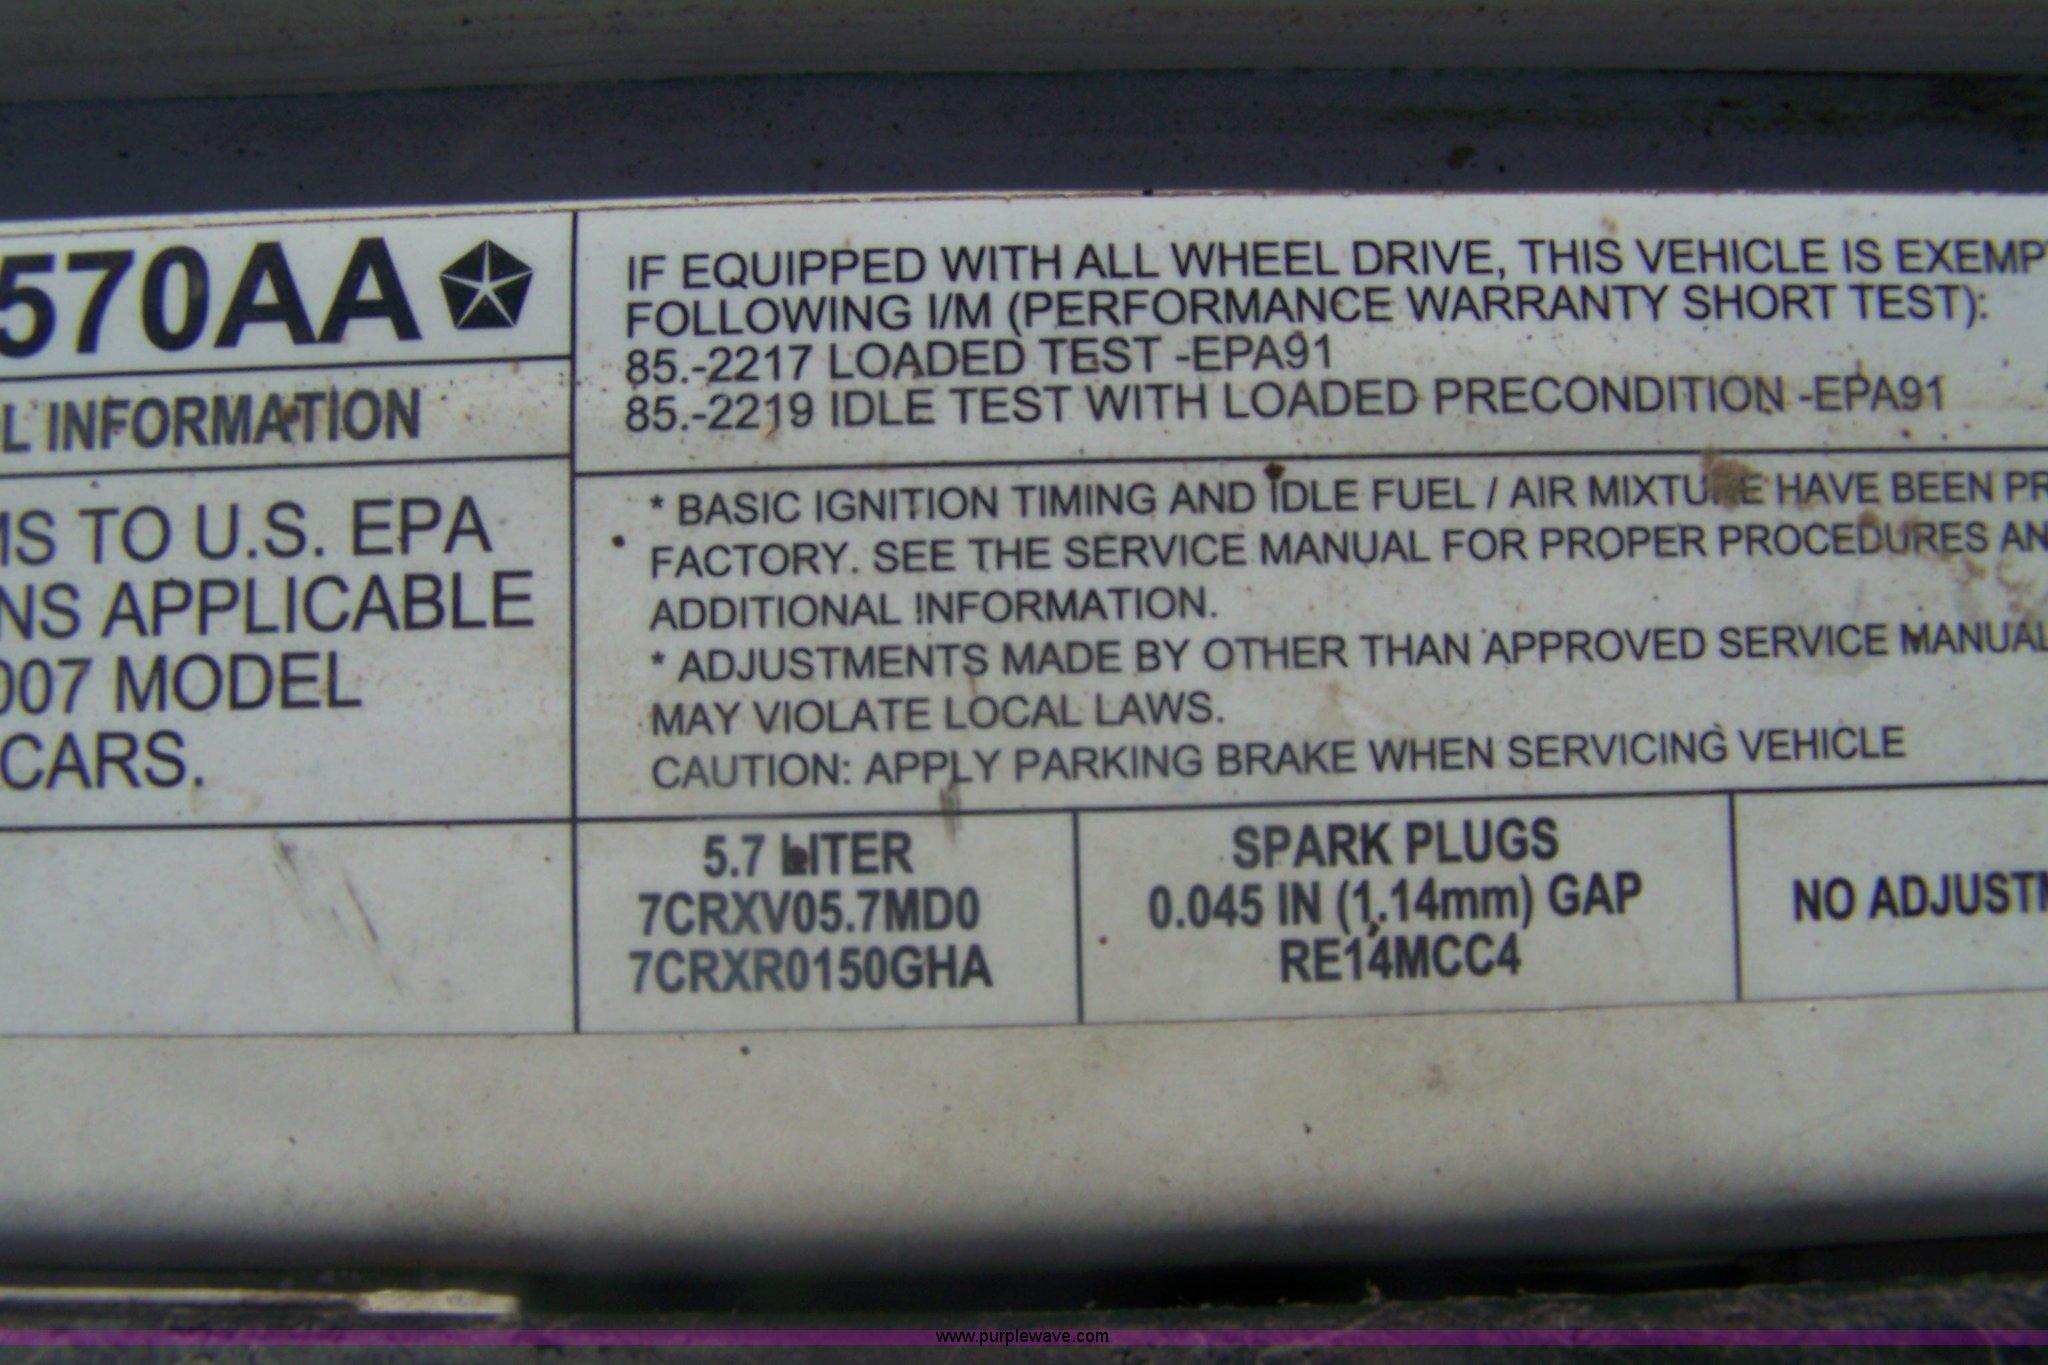 570AA
L INFORMATION
MS TO U.S. EPA
NS APPLICABLE
007 MODEL
CARS.
IF EQUIPPED WITH ALL WHEEL DRIVE, THIS VEHICLE IS EXEMPT
FOLLOWING I/M (PERFORMANCE WARRANTY SHORT TEST):
85.-2217 LOADED TEST -EPA91
85.-2219 IDLE TEST WITH LOADED PRECONDITION -EPA91
* BASIC IGNITION TIMING AND IDLE FUEL / AIR MIXTURE HAVE BEEN PR
FACTORY. SEE THE SERVICE MANUAL FOR PROPER PROCEDURES AN
ADDITIONAL INFORMATION.
* ADJUSTMENTS MADE BY OTHER THAN APPROVED SERVICE MANUAL
MAY VIOLATE LOCAL LAWS.
CAUTION: APPLY PARKING BRAKE WHEN SERVICING VEHICLE
5.7 LITER
7CRXV05.7MD0
7CRXR0150GHA
SPARK PLUGS
0.045 IN (1.14mm) GAP
RE14MCC4
NO ADJUSTM
www.purplewave.com